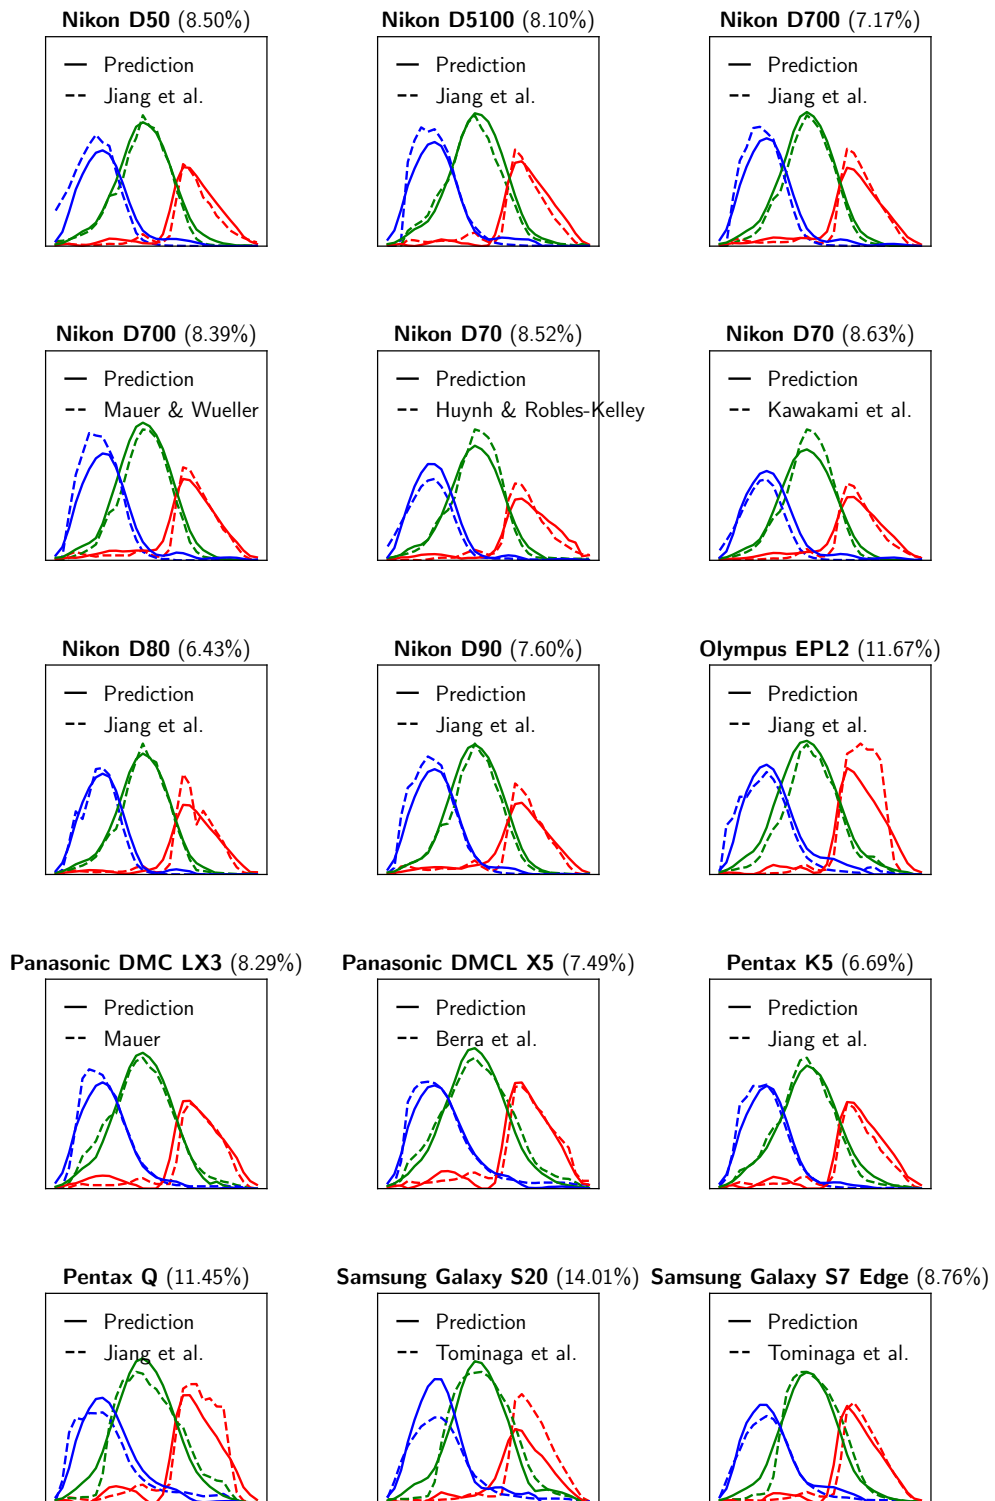 Nikon D50 (8.50%)
Prediction
Jiang et al.
Nikon D5100 (8.10%)
Prediction
Jiang et al.
Nikon D700 (7.17%)
Prediction
Jiang et al.
Nikon D700 (8.39%)
Prediction
Mauer & Wueller
Nikon D70 (8.52%)
Prediction
Huynh & Robles-Kelley
Nikon D70 (8.63%)
Prediction
Kawakami et al.
Nikon D80 (6.43%)
Prediction
Jiang et al.
Nikon D90 (7.60%)
Prediction
Jiang et al.
Olympus EPL2 (11.67%)
Prediction
Jiang et al.
Panasonic DMC LX3 (8.29%)
Prediction
Mauer
Panasonic DMCL X5 (7.49%)
Prediction
Berra et al.
Pentax K5 (6.69%)
Prediction
Jiang et al.
Pentax Q (11.45%)
Prediction
Jiang et al.
Samsung Galaxy S20 (14.01%)
Prediction
Tominaga et al.
Samsung Galaxy S7 Edge (8.76%)
Prediction
Tominaga et al.